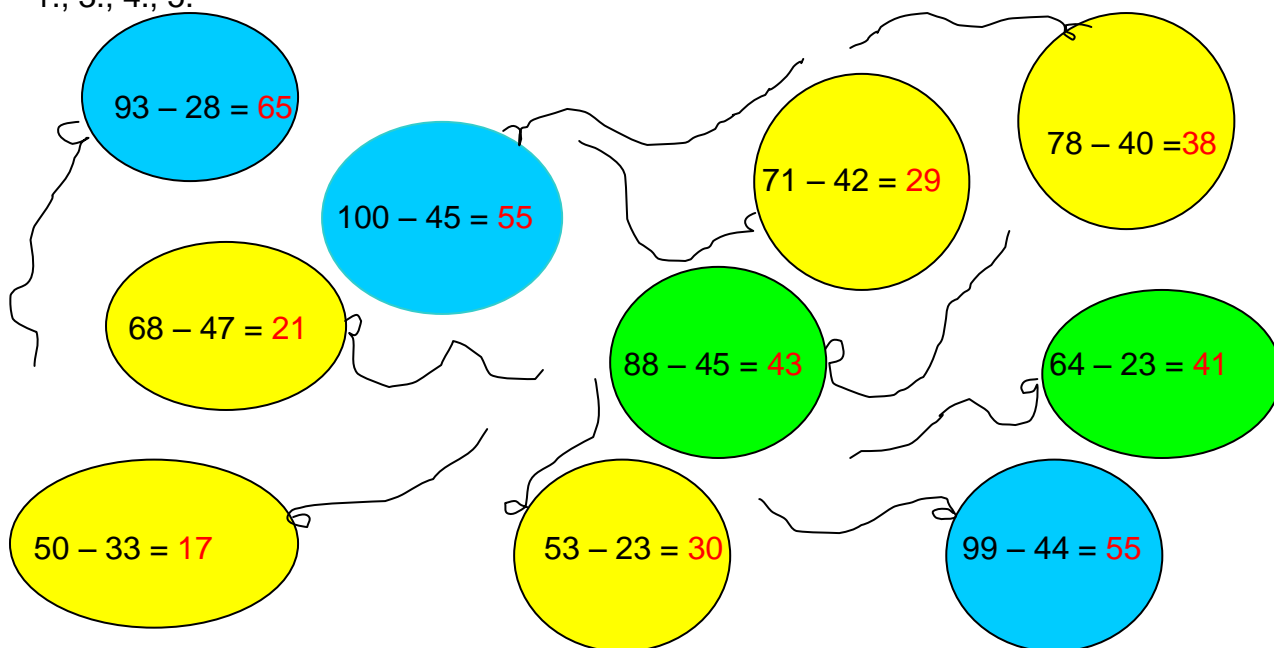 93 – 28 = 65
78 – 40 =38
71 – 42 = 29
100 – 45 = 55
68 – 47 = 21
88 – 45 = 43
64 – 23 = 41
50 – 33 = 17
53 – 23 = 30
99 – 44 = 55